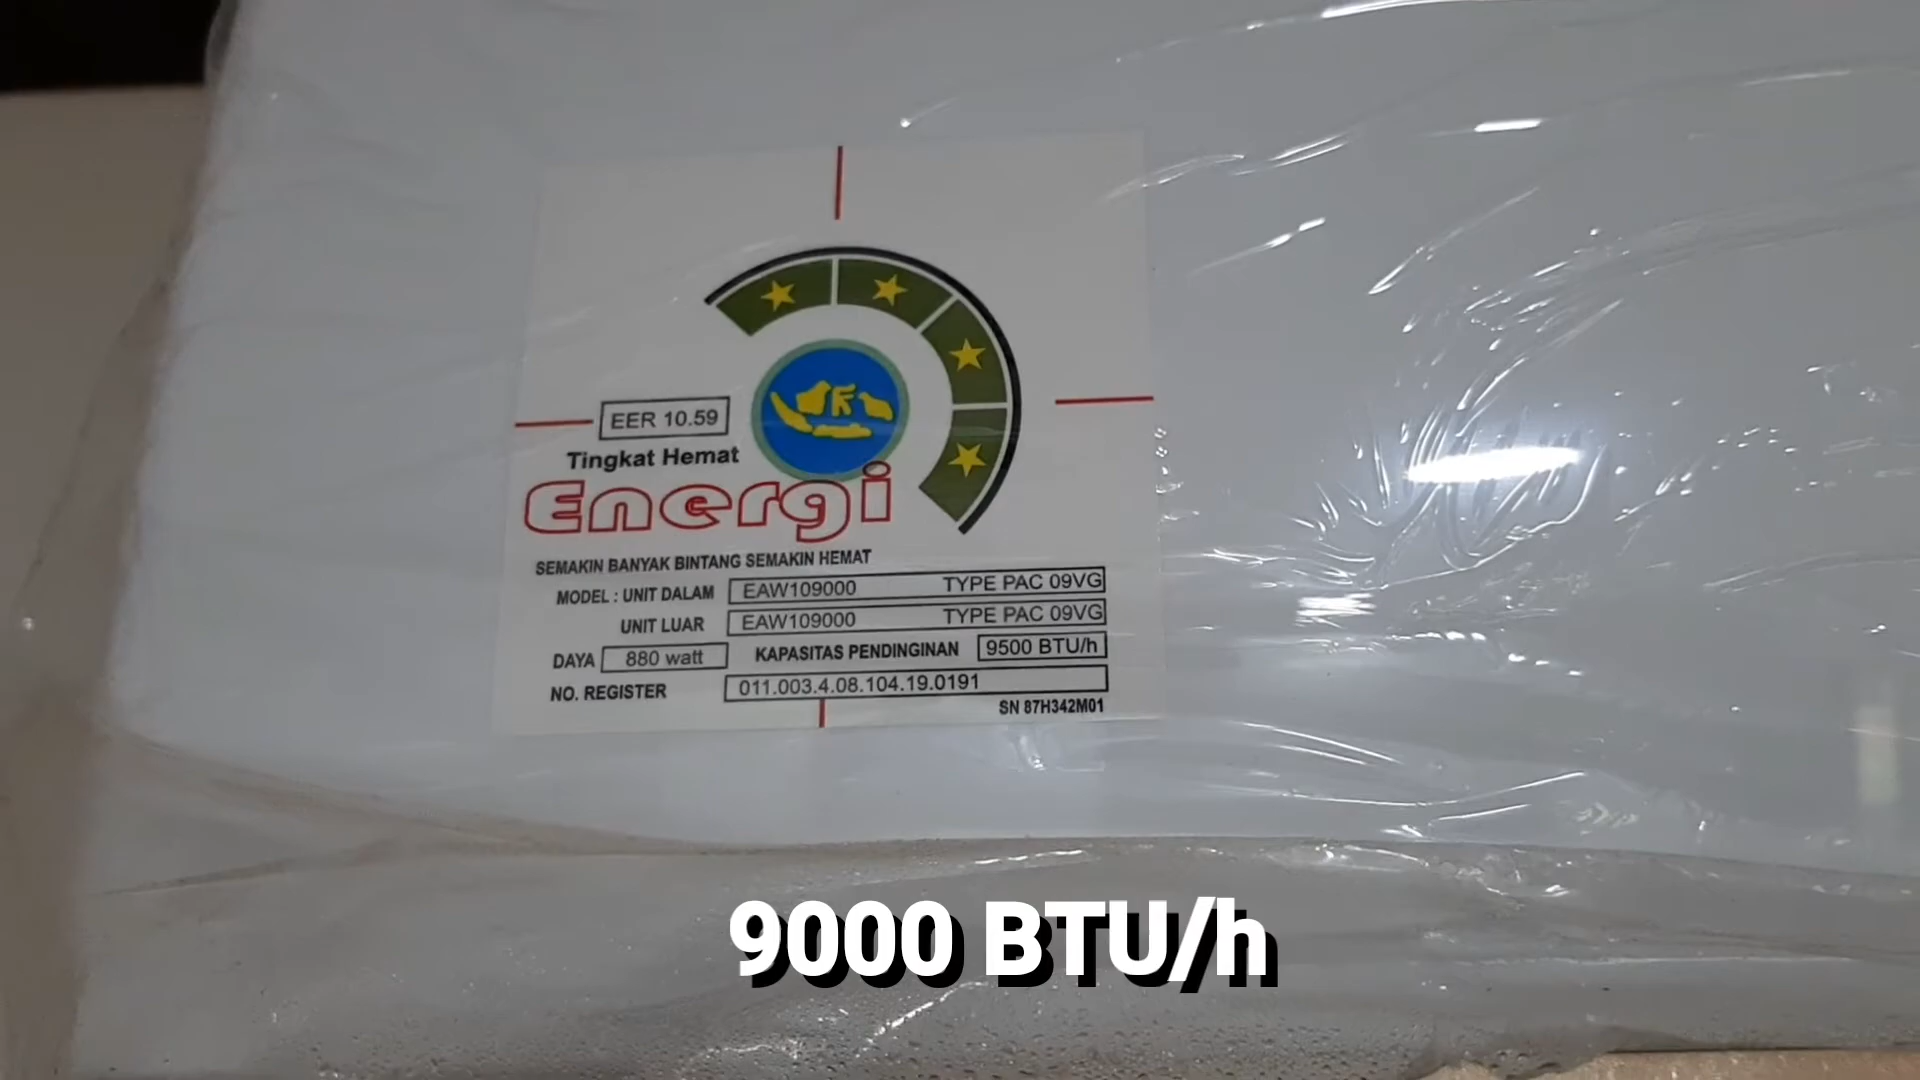 EER 10.59
Tingkat Hemat
Energi
SEMAKIN BANYAK BINTANG SEMAKIN HEMAT
MODEL : UNIT DALAM EAW109000 TYPE PAC 09VG
UNIT LUAR EAW109000 TYPE PAC 09VG
DAYA 880 watt KAPASITAS PENDINGINAN 9500 BTU/h
NO. REGISTER 011.003.4.08.104.19.0191
SN 87H342M01
9000 BTU/h